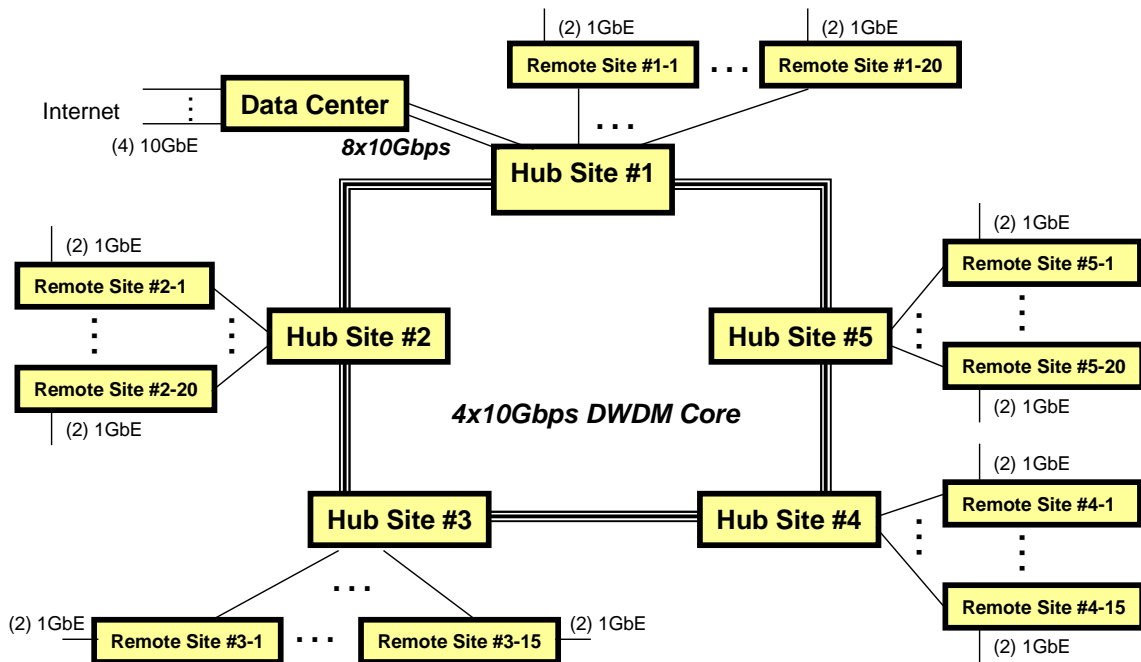 (2) 1GbE
(2) 1GbE
Remote Site #1-1
. . .
Remote Site #1-20
Internet
Data Center
(4) 10GbE
8x10Gbps
. . .
Hub Site #1
(2) 1GbE
Remote Site #2-1
Hub Site #2
Remote Site #2-20
(2) 1GbE
(2) 1GbE
Remote Site #5-1
Hub Site #5
Remote Site #5-20
(2) 1GbE
4x10Gbps DWDM Core
(2) 1GbE
Remote Site #4-1
Hub Site #3
Hub Site #4
Remote Site #4-15
(2) 1GbE
. . .
(2) 1GbE
Remote Site #3-1
. . .
Remote Site #3-15
(2) 1GbE